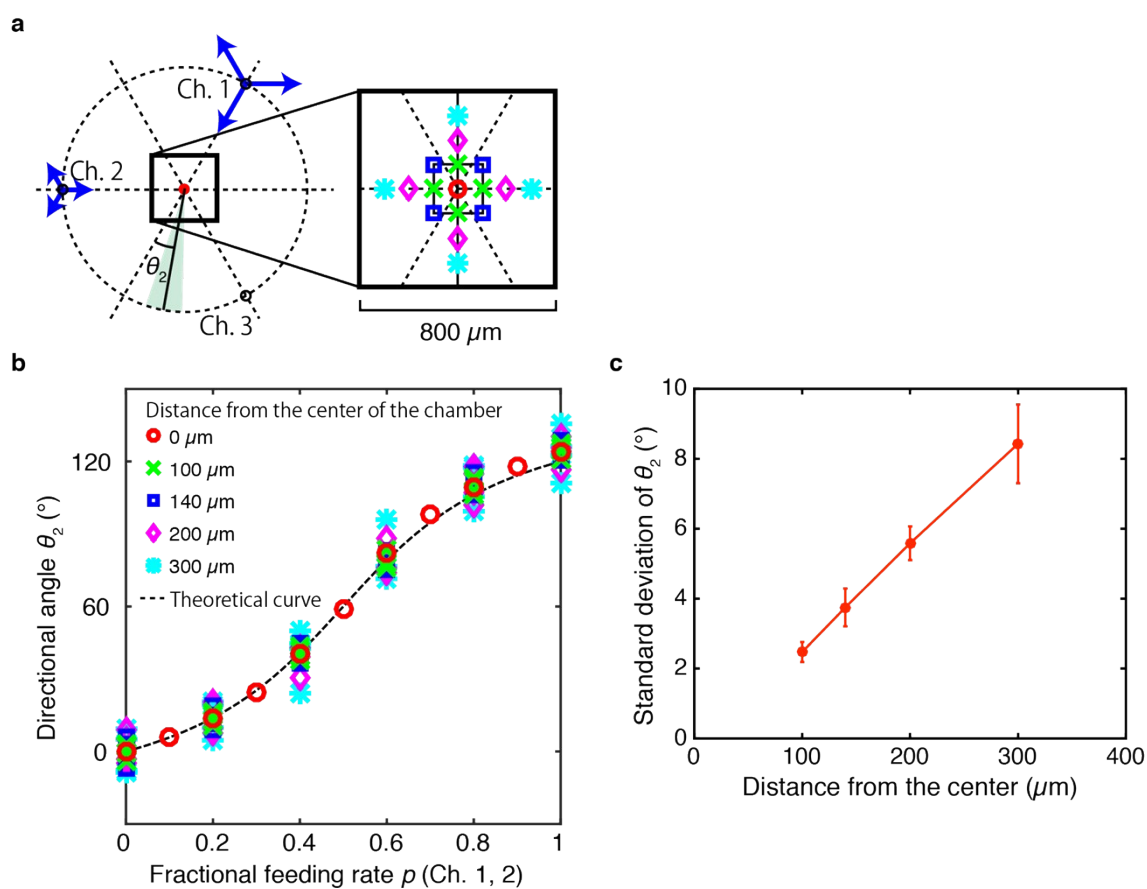 a
Ch. 1
Ch. 2
θ2
Ch. 3
800 µm
b
Distance from the center of the chamber
0 µm
100 µm
140 µm
200 µm
300 µm
Theoretical curve
120
60
0
Directional angle θ2 (°)
0 0.2 0.4 0.6 0.8 1
Fractional feeding rate p (Ch. 1, 2)
c
10
8
6
4
2
0
Standard deviation of θ2 (°)
0 100 200 300 400
Distance from the center (µm)